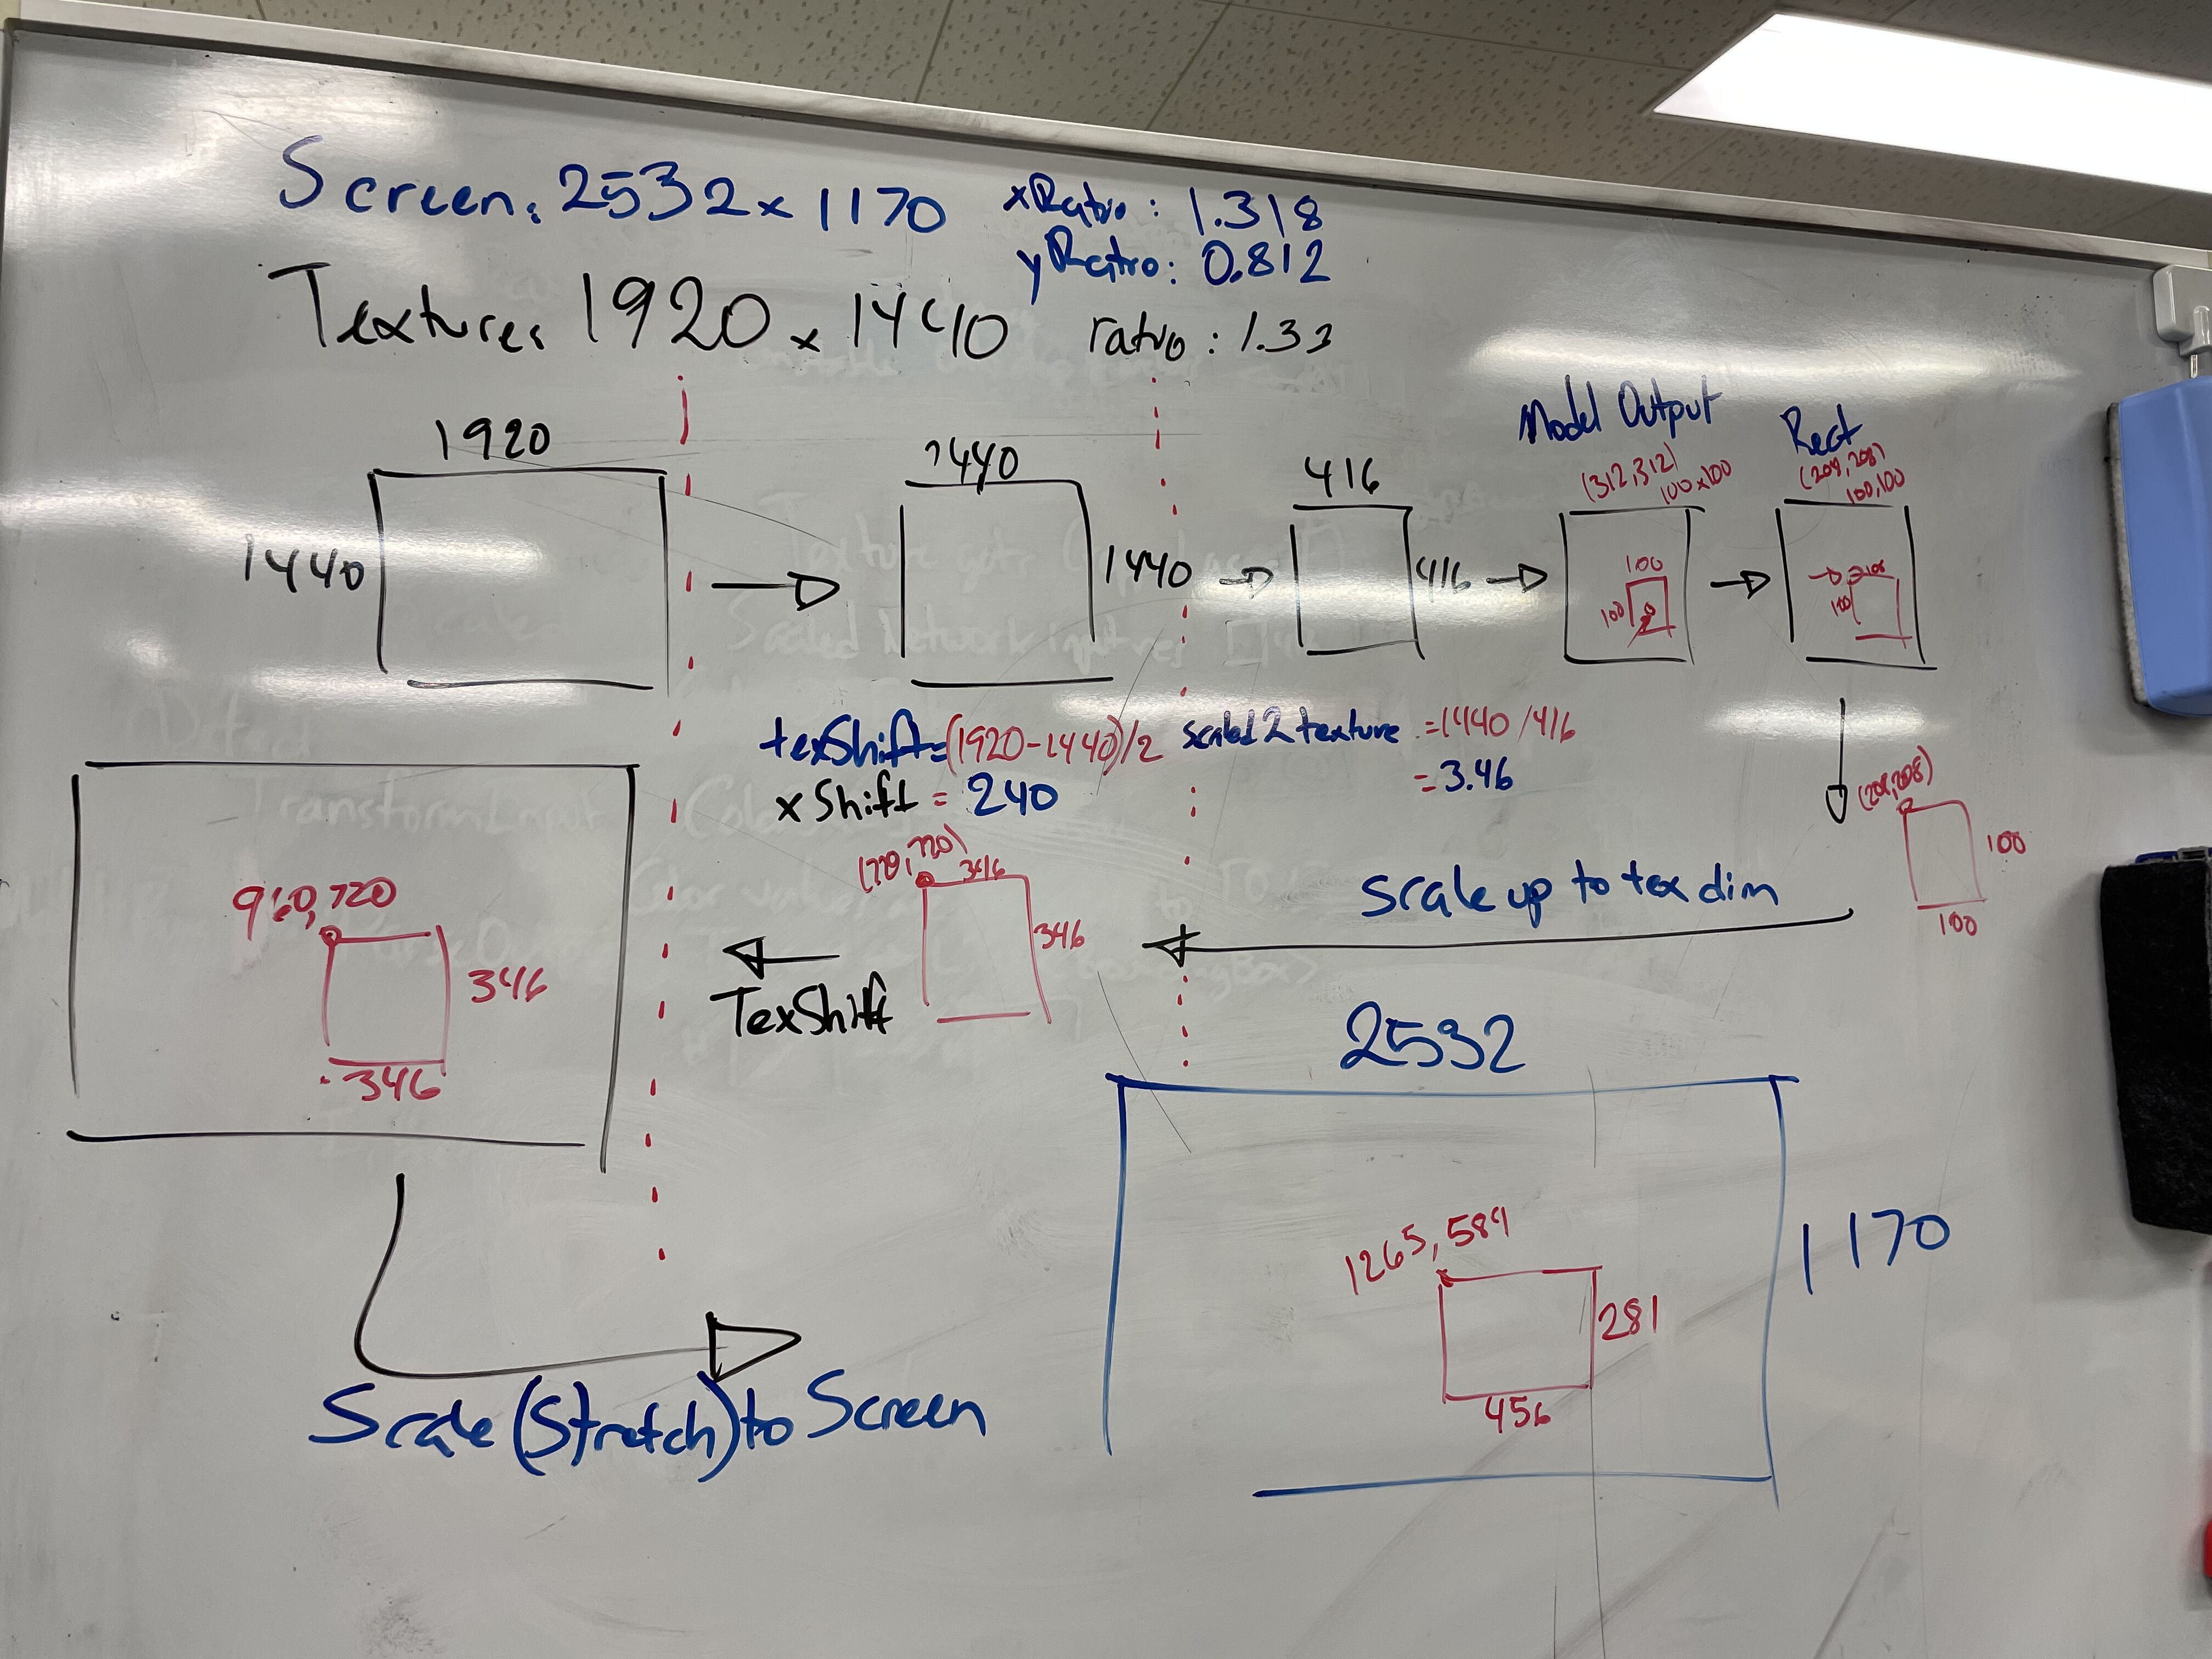 Screen: 2532 x 1170
xRatio: 1.318
yRatio: 0.812
Texture: 1920 x 1440
ratio: 1.33
1920
1440
1440
1440
416
416
Model Output
(312,312)
100x100
100
100
Rect
(208,208)
100,100
100
100
texShift=(1920-1440)/2
xShift = 240
scaled2texture =1440/416
= 3.46
(208,208)
100
100
scale up to tex dim
(720,720)
346
346
TexShift
960,720
346
346
Scale (Stretch) to Screen
2532
1170
1265, 584
281
456